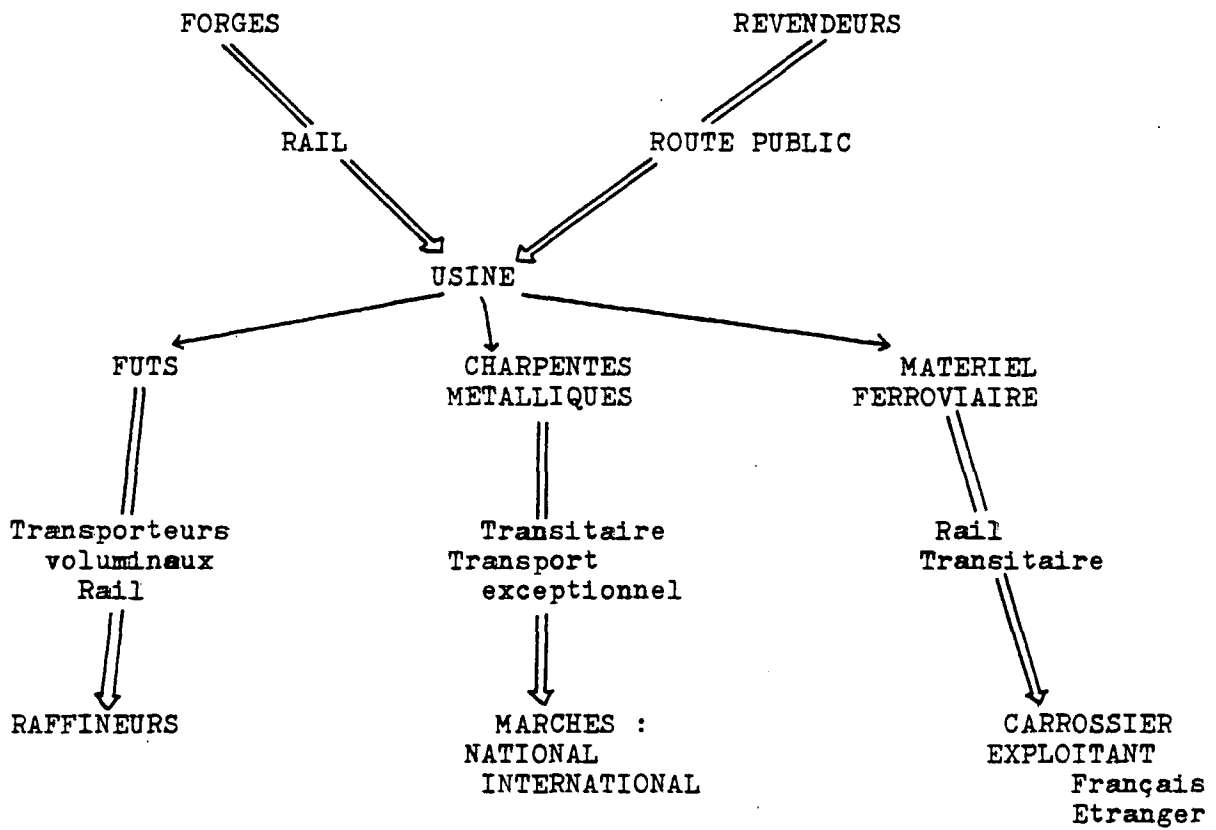 FORGES REVENDEURS
RAIL ROUTE PUBLIC
USINE
FUTS CHARPENTES MATERIEL
METALLIQUES FERROVIAIRE
Transporteurs Transitaire Rail
voluminaux Transport Transitaire
Rail exceptionnel
RAFFINEURS MARCHES : CARROSSIER
NATIONAL EXPLOITANT
INTERNATIONAL Français
Etranger